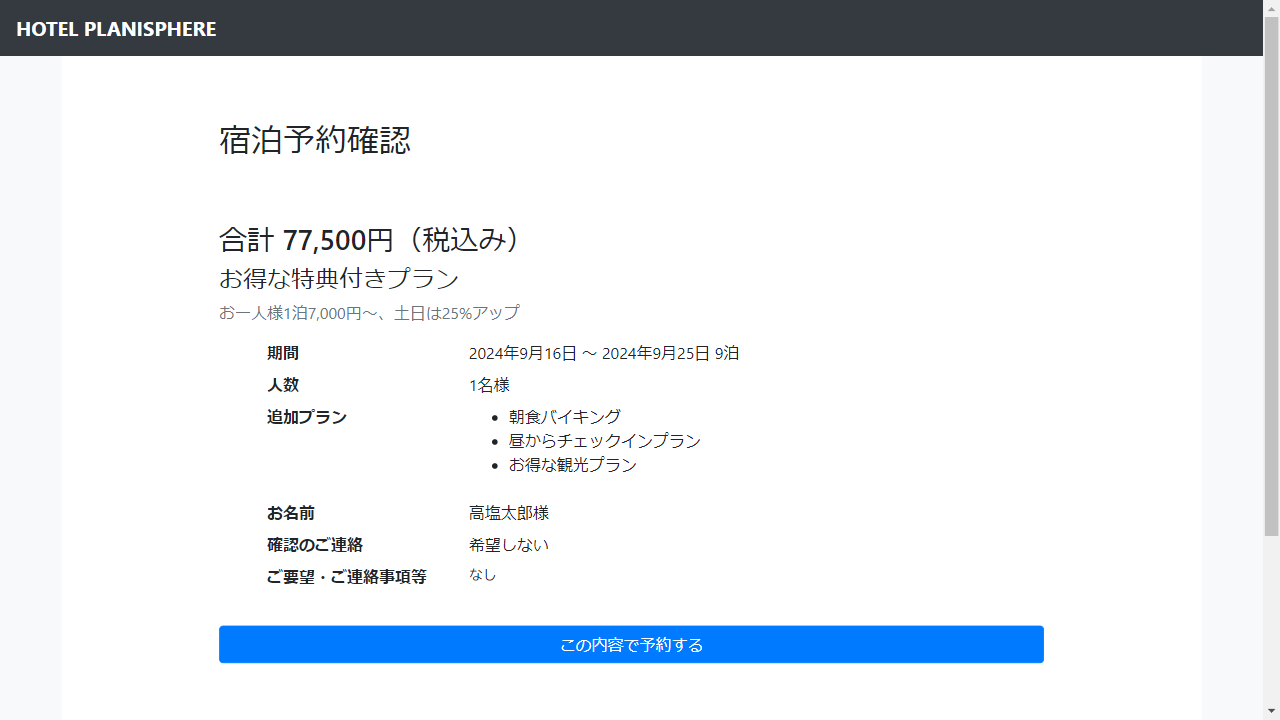 HOTEL PLANISPHERE
宿泊予約確認
合計 77,500円（税込み）
お得な特典付きプラン
お一人様1泊7,000円〜、土日は25%アップ
期間 2024年9月16日 〜 2024年9月25日 9泊
人数 1名様
追加プラン
• 朝食バイキング
• 昼からチェックインプラン
• お得な観光プラン
お名前 高塩太郎様
確認のご連絡 希望しない
ご要望・ご連絡事項等 なし
この内容で予約する